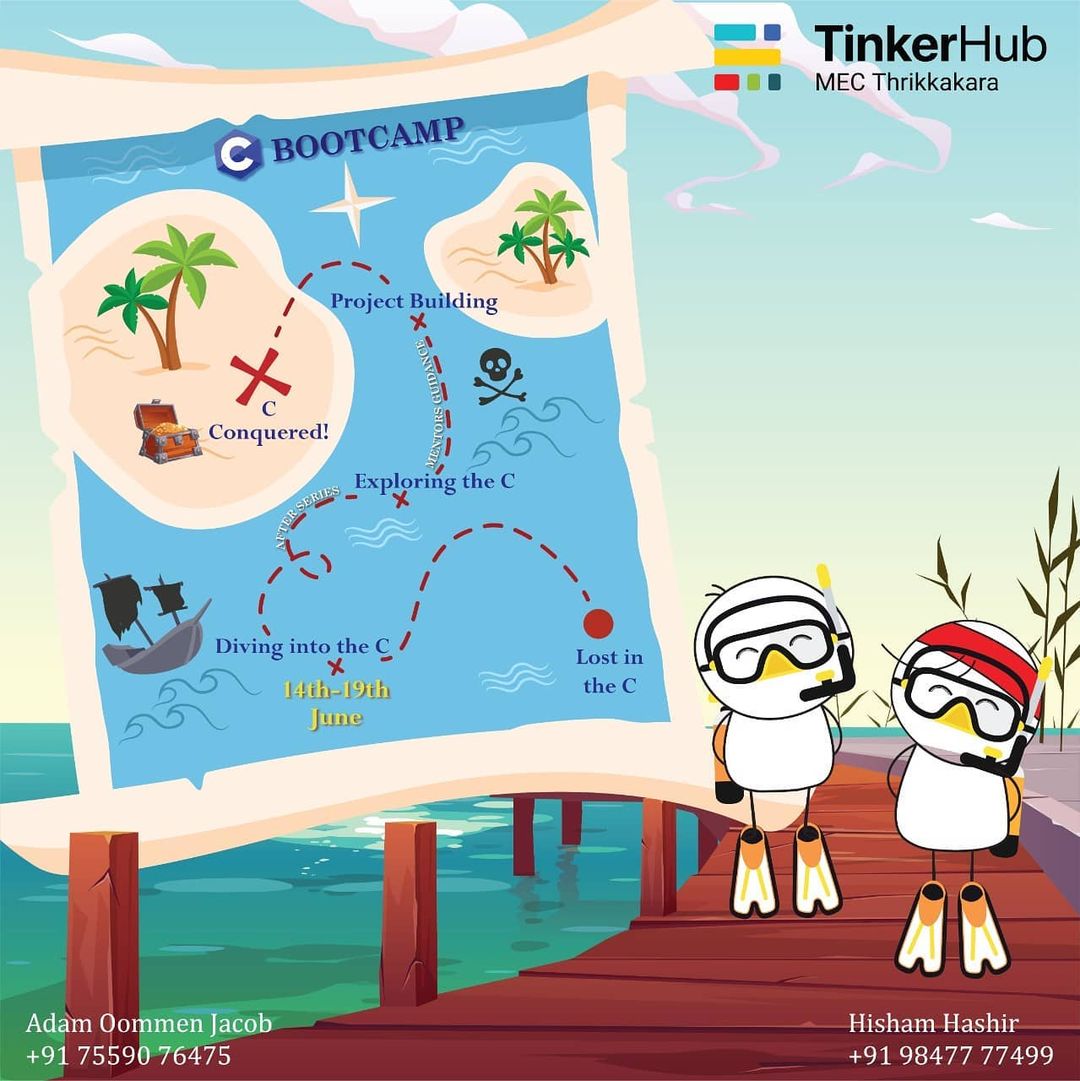 TinkerHub
MEC Thrikkakara
C BOOTCAMP
Project Building
MENTORS GUIDANCE
C
Conquered!
Exploring the C
AFTER SERIES
Diving into the C
14th-19th
June
Lost in
the C
Adam Oommen Jacob
+91 75590 76475
Hisham Hashir
+91 98477 77499